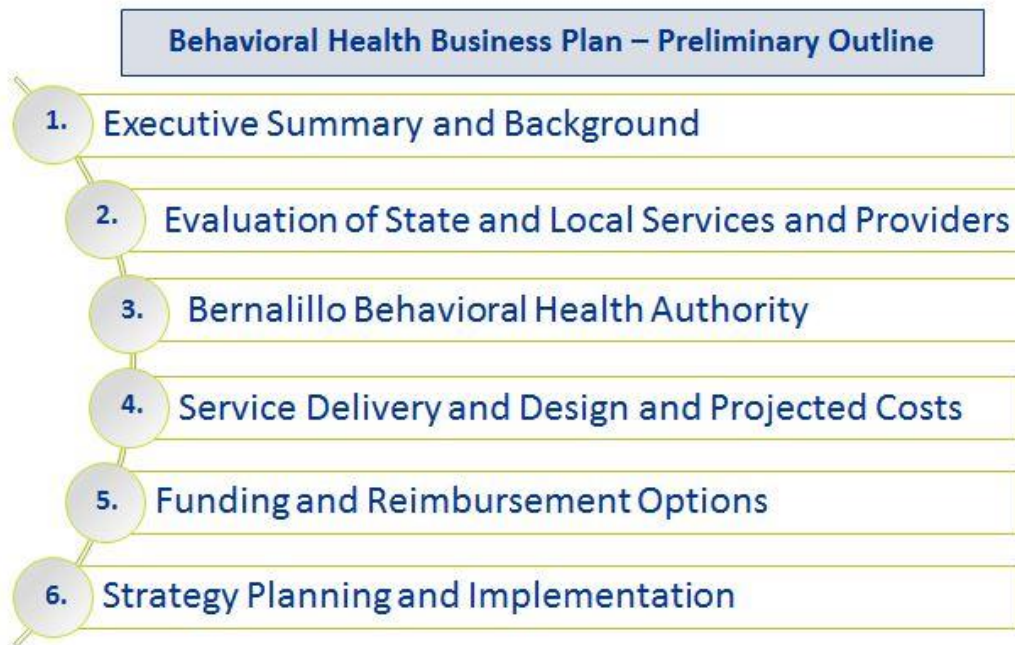 Behavioral Health Business Plan – Preliminary Outline
1. Executive Summary and Background
2. Evaluation of State and Local Services and Providers
3. Bernalillo Behavioral Health Authority
4. Service Delivery and Design and Projected Costs
5. Funding and Reimbursement Options
6. Strategy Planning and Implementation